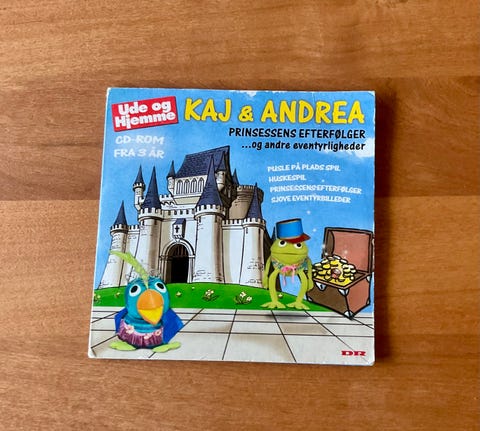 Ude og
Hjemme
KAJ & ANDREA
PRINSESSENS EFTERFØLGER
...og andre eventyrligheder
CD-ROM
FRA 3 ÅR
PUSLE PÅ PLADS SPIL
HUSKESPIL
PRINSESSENS EFTERFØLGER
SJOVE EVENTYRBILLEDER
DR